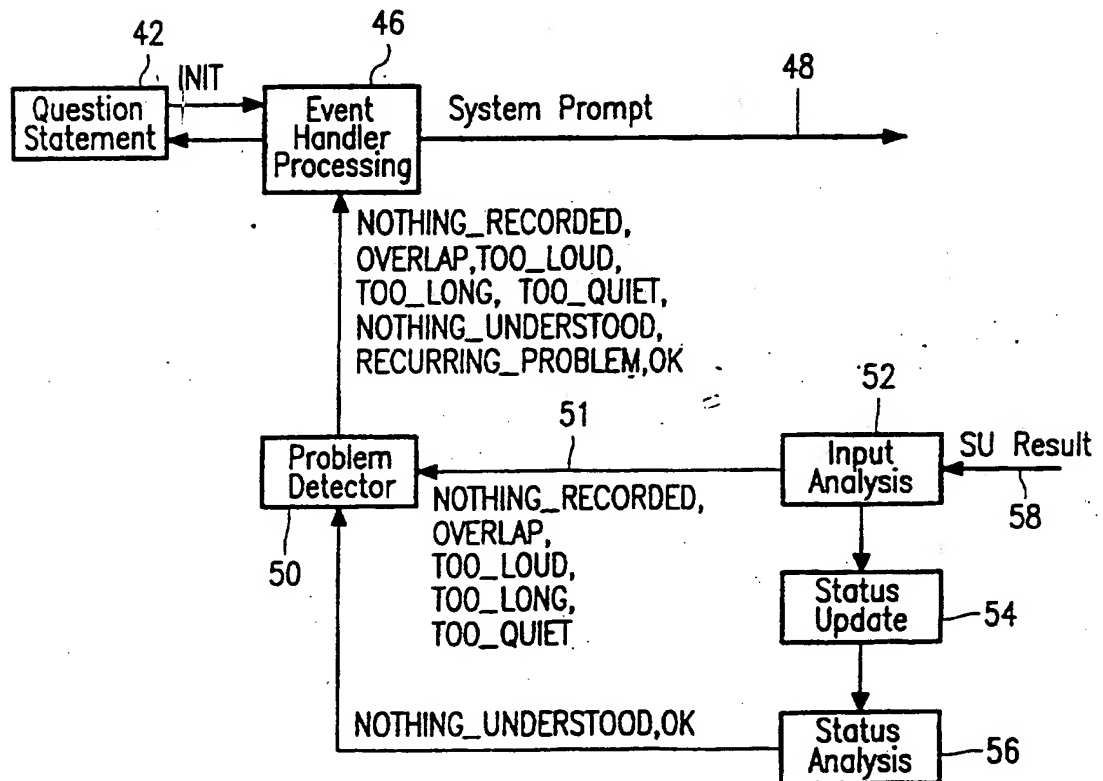 42
INIT
46
48
Question
Statement
Event
Handler
Processing
System Prompt
NOTHING_RECORDED,
OVERLAP,TOO_LOUD,
TOO_LONG, TOO_QUIET,
NOTHING_UNDERSTOOD,
RECURRING_PROBLEM,OK
51
52
Problem
Detector
Input
Analysis
SU Result
58
50
NOTHING_RECORDED,
OVERLAP,
TOO_LOUD,
TOO_LONG,
TOO_QUIET
Status
Update
54
NOTHING_UNDERSTOOD,OK
Status
Analysis
56